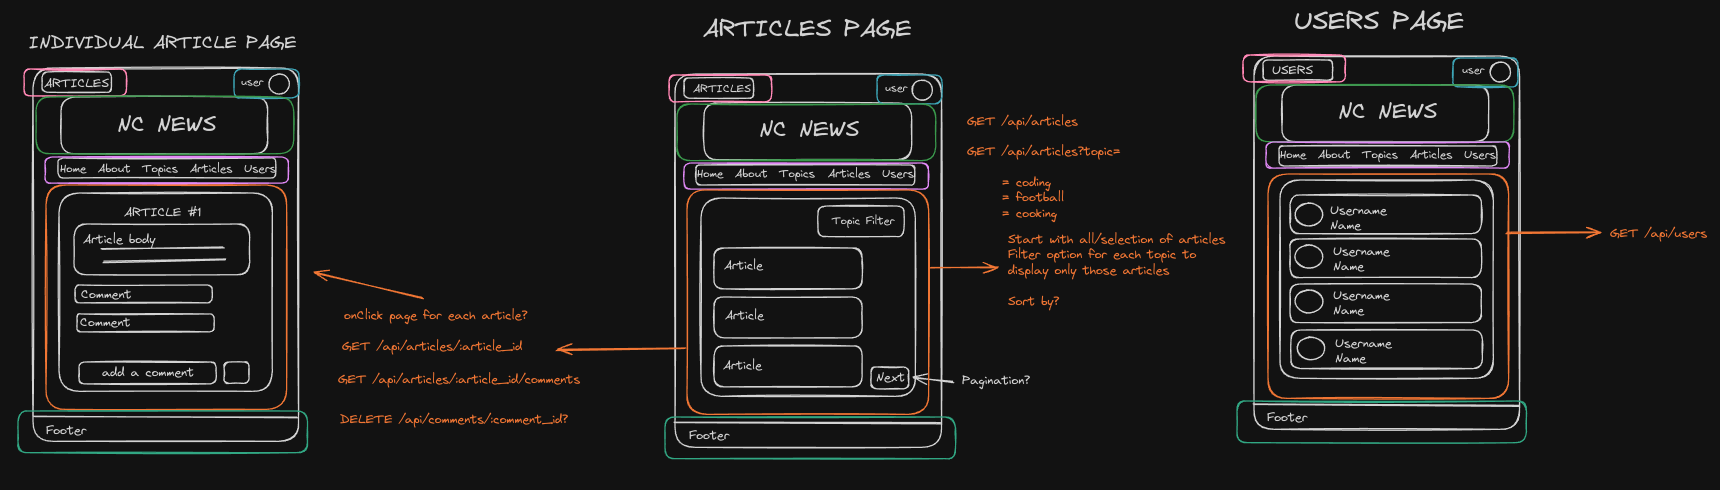 INDIVIDUAL ARTICLE PAGE
ARTICLES
user
NC NEWS
Home About Topics Articles Users
ARTICLE #1
Article body
Comment
Comment
add a comment
Footer
onClick page for each article?
GET /api/articles/:article_id
GET /api/articles/:article_id/comments
DELETE /api/comments/:comment_id?
ARTICLES PAGE
ARTICLES
user
NC NEWS
Home About Topics Articles Users
Topic Filter
Article
Article
Article
Next
Footer
GET /api/articles
GET /api/articles?topic=
= coding
= football
= cooking
Start with all/selection of articles
Filter option for each topic to
display only those articles
Sort by?
Pagination?
USERS PAGE
USERS
user
NC NEWS
Home About Topics Articles Users
Username
Name
Username
Name
Username
Name
Username
Name
Footer
GET /api/users